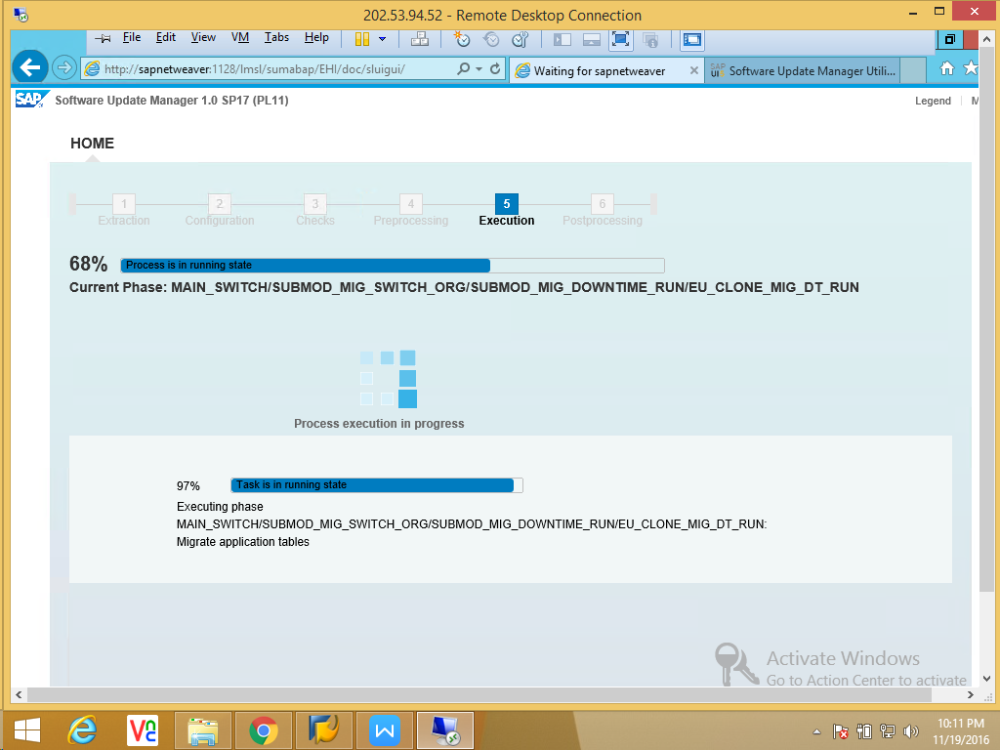 202.53.94.52 - Remote Desktop Connection
File Edit View VM Tabs Help
http://sapnetweaver:1128/lmsl/sumabap/EHI/doc/sluigui/
Waiting for sapnetweaver
SAP UI
Software Update Manager Utili...
SAP
Software Update Manager 1.0 SP17 (PL11)
Legend
M
HOME
1 2 3 4 5 6
Extraction Configuration Checks Preprocessing Execution Postprocessing
68% Process is in running state
Current Phase: MAIN_SWITCH/SUBMOD_MIG_SWITCH_ORG/SUBMOD_MIG_DOWNTIME_RUN/EU_CLONE_MIG_DT_RUN
Process execution in progress
97% Task is in running state
Executing phase
MAIN_SWITCH/SUBMOD_MIG_SWITCH_ORG/SUBMOD_MIG_DOWNTIME_RUN/EU_CLONE_MIG_DT_RUN:
Migrate application tables
Activate Windows
Go to Action Center to activate
VNC
W
10:11 PM
11/19/2016